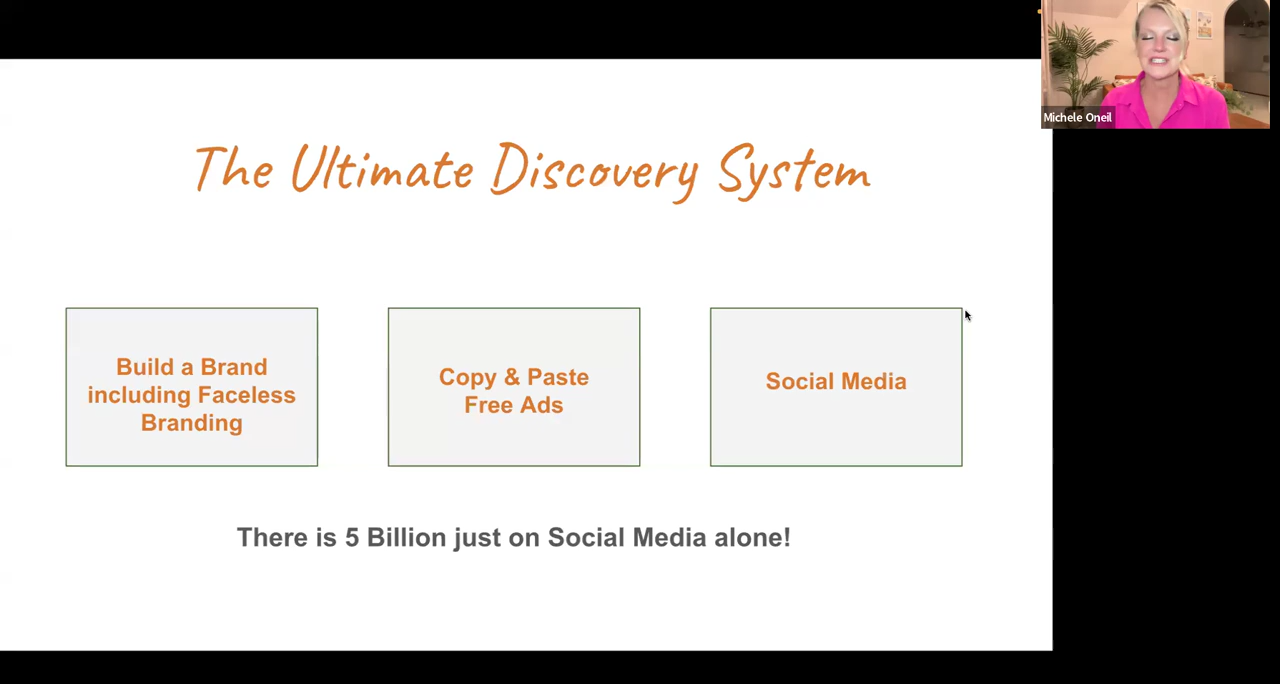 Michele Oneil
The Ultimate Discovery System
Build a Brand
including Faceless
Branding
Copy & Paste
Free Ads
Social Media
There is 5 Billion just on Social Media alone!